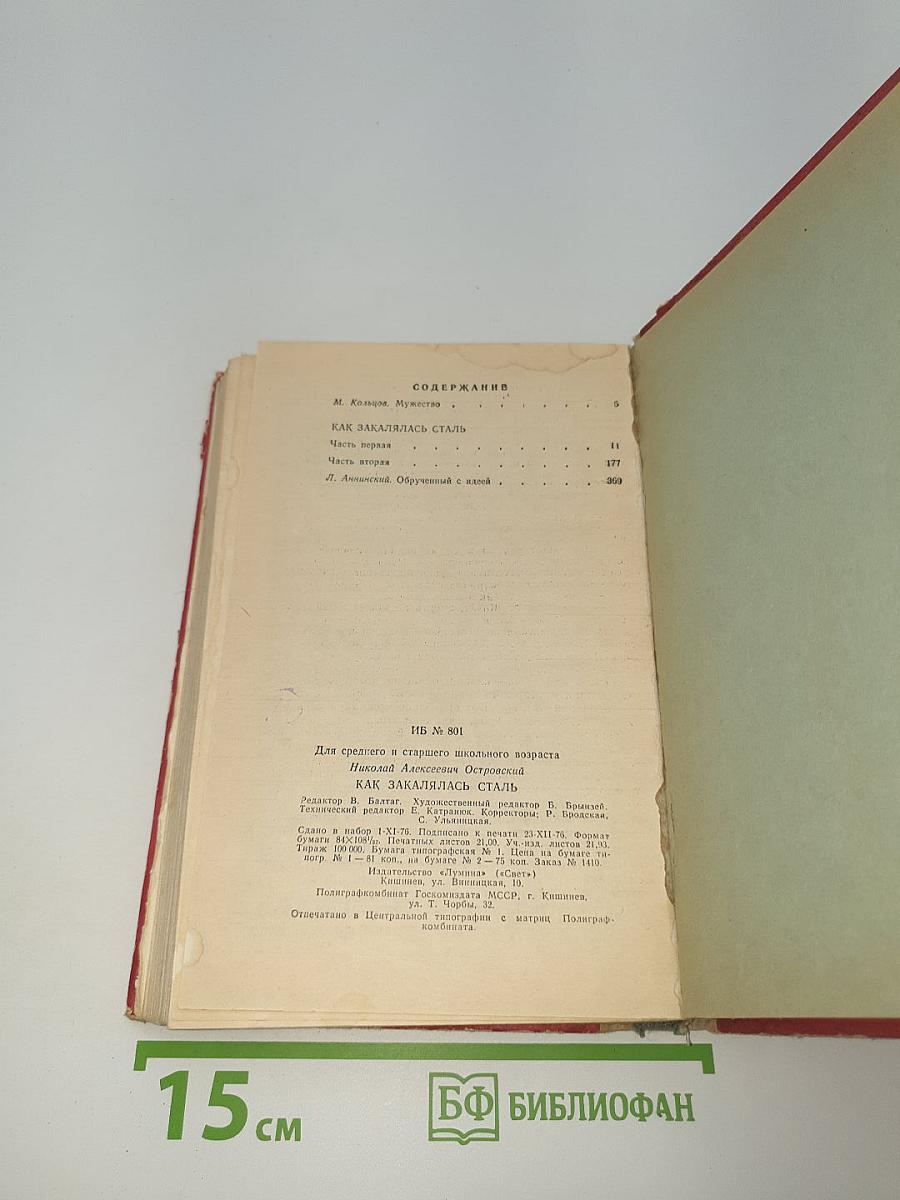 СОДЕРЖАНИЕ
М. Кольцов. Мужество . . . . . . . 5
КАК ЗАКАЛЯЛАСЬ СТАЛЬ
Часть первая . . . . . . . . . 11
Часть вторая . . . . . . . . . 177
Л. Аннинский. Обрученный с идеей . . . . . 369
ИБ № 801
Для среднего и старшего школьного возраста
Николай Алексеевич Островский
КАК ЗАКАЛЯЛАСЬ СТАЛЬ
Редактор В. Балтаг. Художественный редактор Б. Брынзей.
Технический редактор Е. Катранюк. Корректоры: Р. Бродская,
С. Ульяницкая.
Сдано в набор 1-XI-76. Подписано к печати 23-XII-76. Формат
бумаги 84×108¹/₃₂. Печатных листов 21,00. Уч.-изд. листов 21,93.
Тираж 100 000. Бумага типографская № 1. Цена на бумаге ти-
погр. № 1 — 81 коп., на бумаге № 2 — 75 коп. Заказ № 1410.
Издательство «Лумина» («Свет»)
Кишинев, ул. Винницкая, 10.
Полиграфкомбинат Госкомиздата МССР, г. Кишинев,
ул. Т. Чорбы, 32.
Отпечатано в Центральной типографии с матриц Полиграф-
комбината.
15 см
БФ БИБЛИОФАН